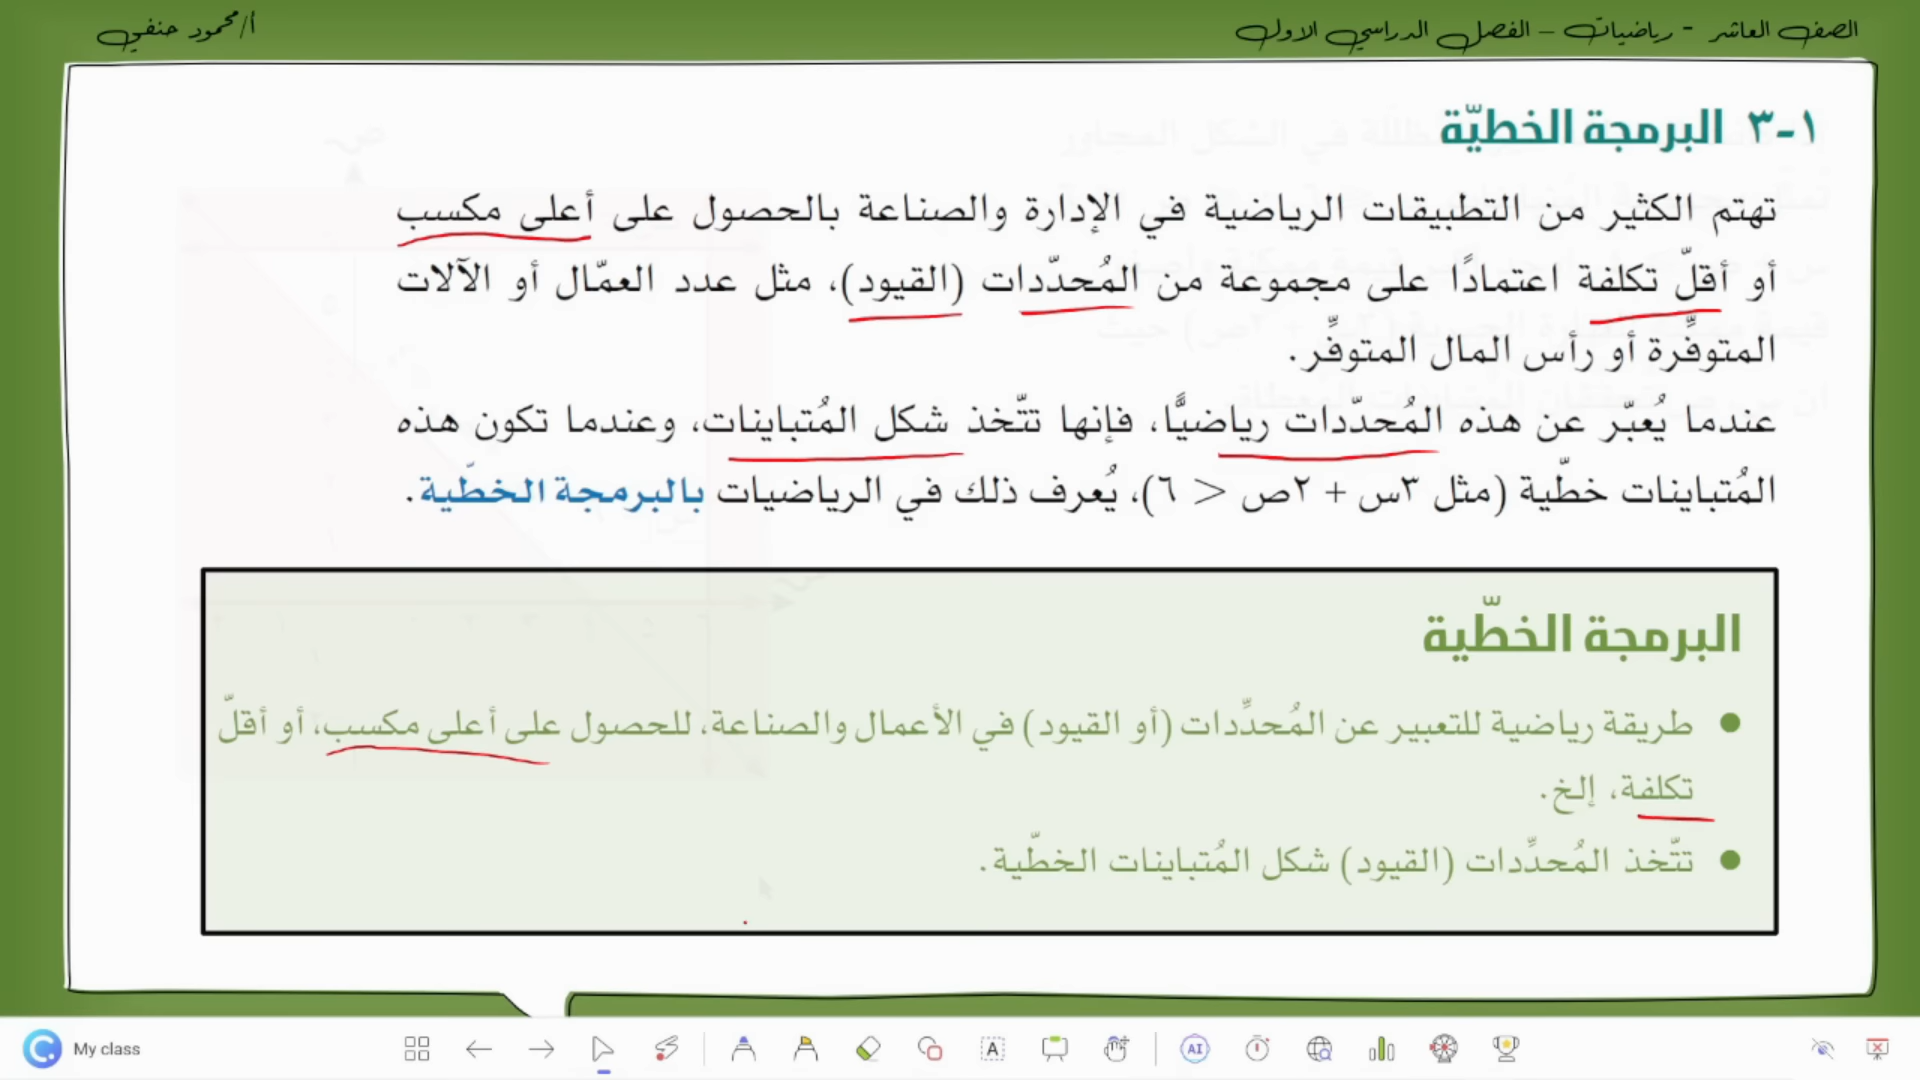 الصف العاشر - رياضيات – الفصل الدراسي الاول
أ/محمود حنفي
١-٣ البرمجة الخطيّة
تهتم الكثير من التطبيقات الرياضية في الإدارة والصناعة بالحصول على أعلى مكسب
أو أقلّ تكلفة اعتمادًا على مجموعة من المُحدّدات (القيود)، مثل عدد العمّال أو الآلات
المتوفِّرة أو رأس المال المتوفِّر.
عندما يُعبّر عن هذه المُحدّدات رياضيًّا، فإنها تتّخذ شكل المُتباينات، وعندما تكون هذه
المُتباينات خطّية (مثل ٣س + ٢ص < ٦)، يُعرف ذلك في الرياضيات بالبرمجة الخطّية.
البرمجة الخطّية
● طريقة رياضية للتعبير عن المُحدِّدات (أو القيود) في الأعمال والصناعة، للحصول على أعلى مكسب، أو أقلّ
تكلفة، إلخ.
● تتّخذ المُحدِّدات (القيود) شكل المُتباينات الخطّية.
My class
A
AI